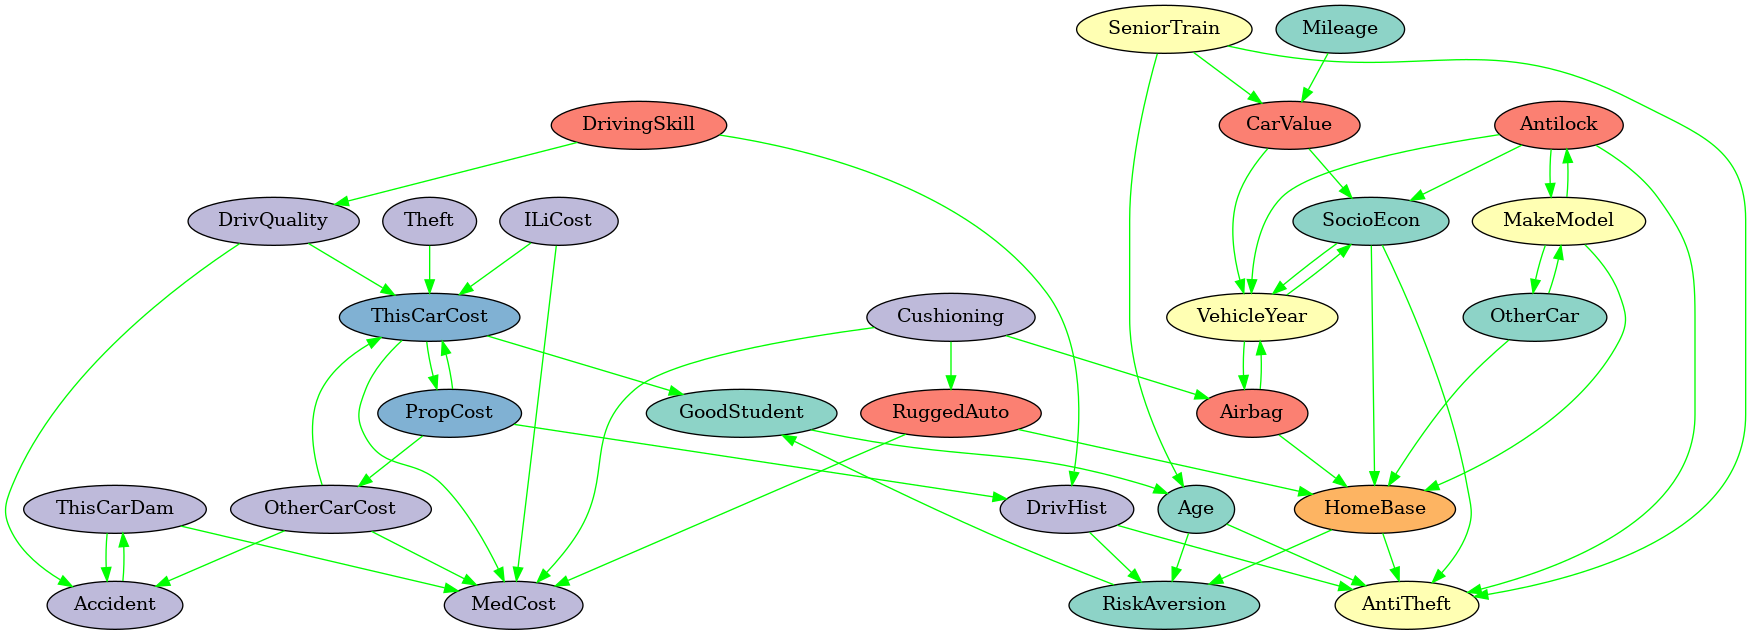 SeniorTrain
Mileage
DrivingSkill
CarValue
Antilock
DrivQuality
Theft
ILiCost
SocioEcon
MakeModel
ThisCarCost
Cushioning
VehicleYear
OtherCar
PropCost
GoodStudent
RuggedAuto
Airbag
ThisCarDam
OtherCarCost
DrivHist
Age
HomeBase
Accident
MedCost
RiskAversion
AntiTheft